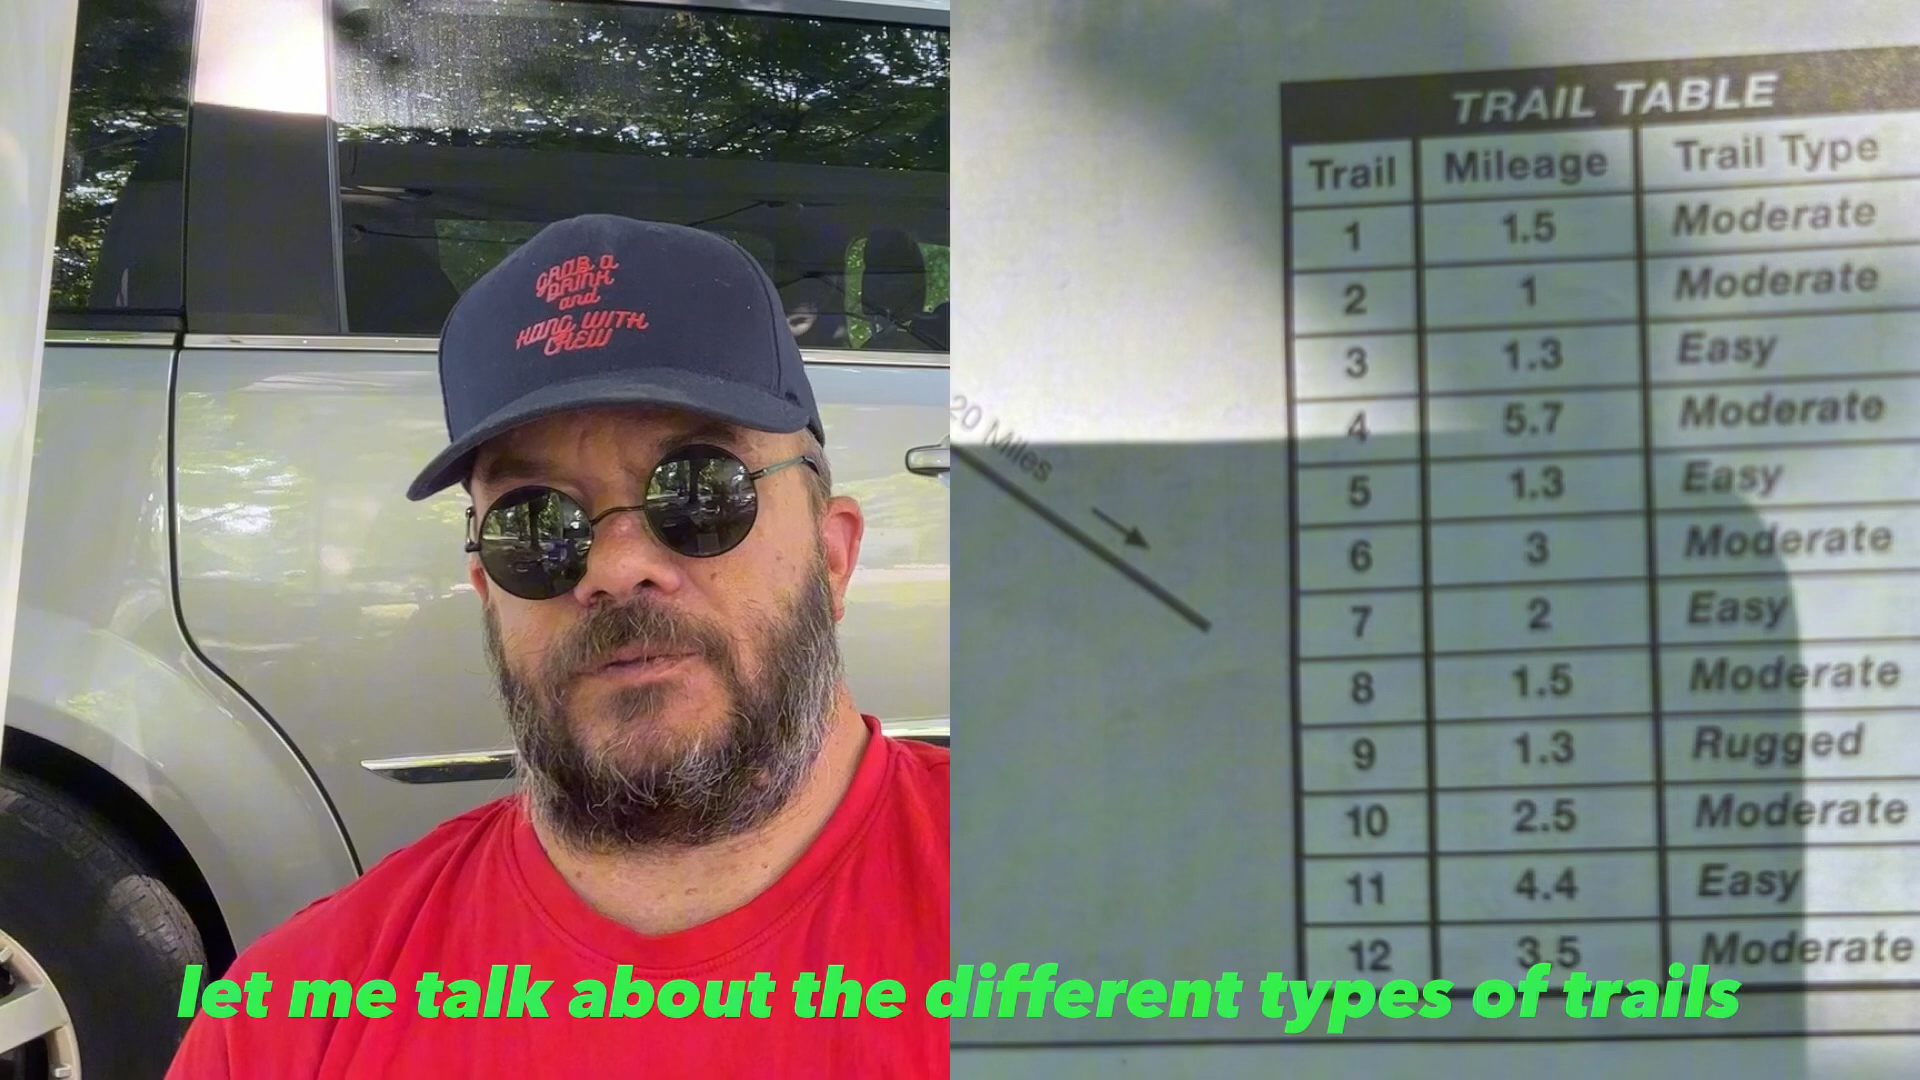 GRAB a
DRINK
and
HANG WITH
CREW
20 Miles
TRAIL TABLE
Trail Mileage Trail Type
1 1.5 Moderate
2 1 Moderate
3 1.3 Easy
4 5.7 Moderate
5 1.3 Easy
6 3 Moderate
7 2 Easy
8 1.5 Moderate
9 1.3 Rugged
10 2.5 Moderate
11 4.4 Easy
12 3.5 Moderate
let me talk about the different types of trails